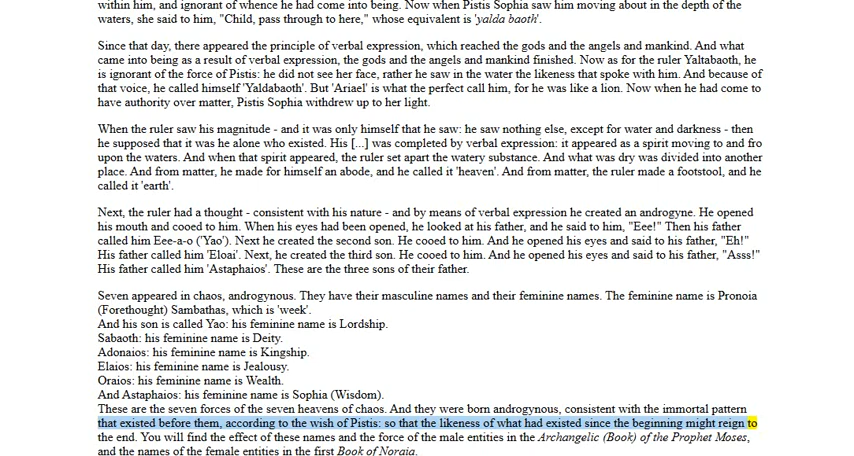 within him, and ignorant of whence he had come into being. Now when Pistis Sophia saw him moving about in the depth of the
waters, she said to him, "Child, pass through to here," whose equivalent is 'yalda baoth'.
Since that day, there appeared the principle of verbal expression, which reached the gods and the angels and mankind. And what
came into being as a result of verbal expression, the gods and the angels and mankind finished. Now as for the ruler Yaltabaoth, he
is ignorant of the force of Pistis: he did not see her face, rather he saw in the water the likeness that spoke with him. And because of
that voice, he called himself 'Yaldabaoth'. But 'Ariael' is what the perfect call him, for he was like a lion. Now when he had come to
have authority over matter, Pistis Sophia withdrew up to her light.
When the ruler saw his magnitude - and it was only himself that he saw: he saw nothing else, except for water and darkness - then
he supposed that it was he alone who existed. His [...] was completed by verbal expression: it appeared as a spirit moving to and fro
upon the waters. And when that spirit appeared, the ruler set apart the watery substance. And what was dry was divided into another
place. And from matter, he made for himself an abode, and he called it 'heaven'. And from matter, the ruler made a footstool, and he
called it 'earth'.
Next, the ruler had a thought - consistent with his nature - and by means of verbal expression he created an androgyne. He opened
his mouth and cooed to him. When his eyes had been opened, he looked at his father, and he said to him, "Eee!" Then his father
called him Eee-a-o ('Yao'). Next he created the second son. He cooed to him. And he opened his eyes and said to his father, "Eh!"
His father called him 'Eloai'. Next, he created the third son. He cooed to him. And he opened his eyes and said to his father, "Asss!"
His father called him 'Astaphaios'. These are the three sons of their father.
Seven appeared in chaos, androgynous. They have their masculine names and their feminine names. The feminine name is Pronoia
(Forethought) Sambathas, which is 'week'.
And his son is called Yao: his feminine name is Lordship.
Sabaoth: his feminine name is Deity.
Adonaios: his feminine name is Kingship.
Elaios: his feminine name is Jealousy.
Oraios: his feminine name is Wealth.
And Astaphaios: his feminine name is Sophia (Wisdom).
These are the seven forces of the seven heavens of chaos. And they were born androgynous, consistent with the immortal pattern
that existed before them, according to the wish of Pistis: so that the likeness of what had existed since the beginning might reign to
the end. You will find the effect of these names and the force of the male entities in the Archangelic (Book) of the Prophet Moses,
and the names of the female entities in the first Book of Noraia.